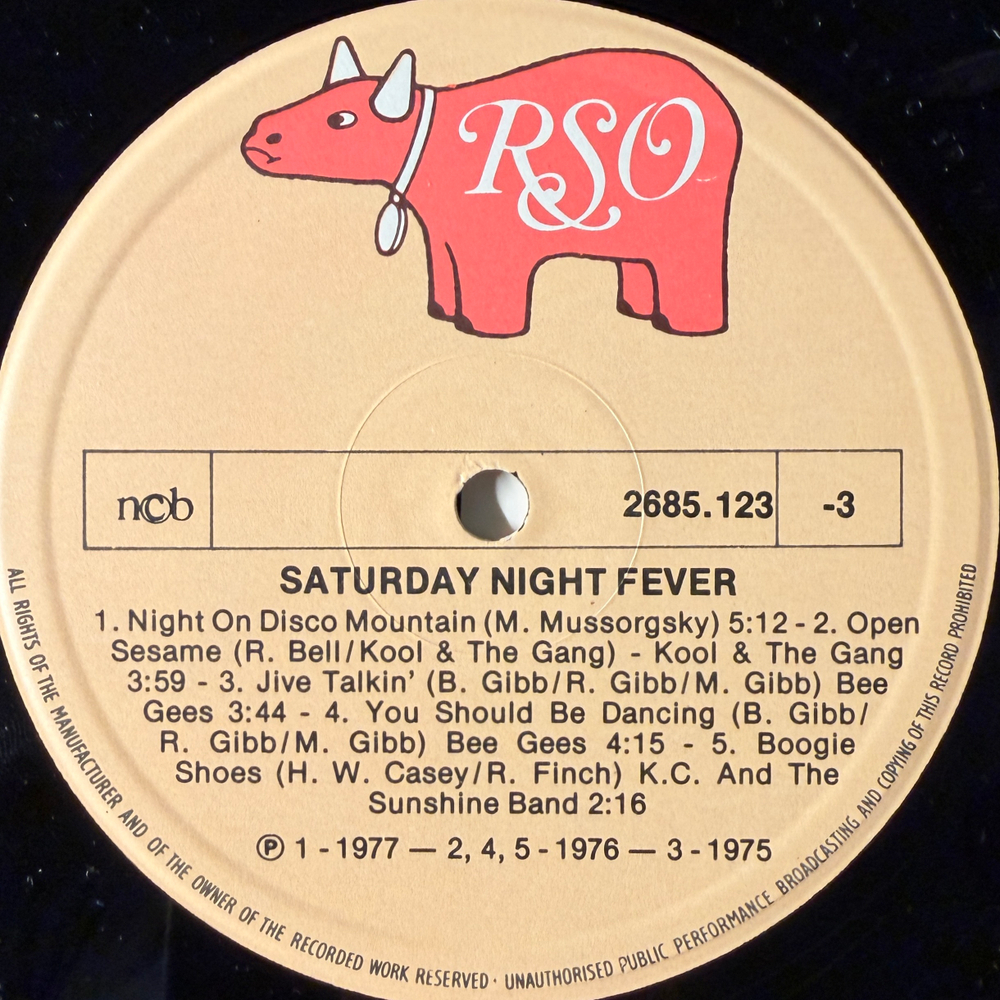 RSO
ncb
2685.123
-3
SATURDAY NIGHT FEVER
1. Night On Disco Mountain (M. Mussorgsky) 5:12 - 2. Open
Sesame (R. Bell/Kool & The Gang) - Kool & The Gang
3:59 - 3. Jive Talkin' (B. Gibb/R. Gibb/M. Gibb) Bee
Gees 3:44 - 4. You Should Be Dancing (B. Gibb/
R. Gibb/M. Gibb) Bee Gees 4:15 - 5. Boogie
Shoes (H. W. Casey/R. Finch) K.C. And The
Sunshine Band 2:16
Ⓟ 1 - 1977 — 2, 4, 5 - 1976 — 3 - 1975
ALL RIGHTS OF THE MANUFACTURER AND OF THE OWNER OF THE RECORDED WORK RESERVED · UNAUTHORISED PUBLIC PERFORMANCE BROADCASTING AND COPYING OF THIS RECORD PROHIBITED